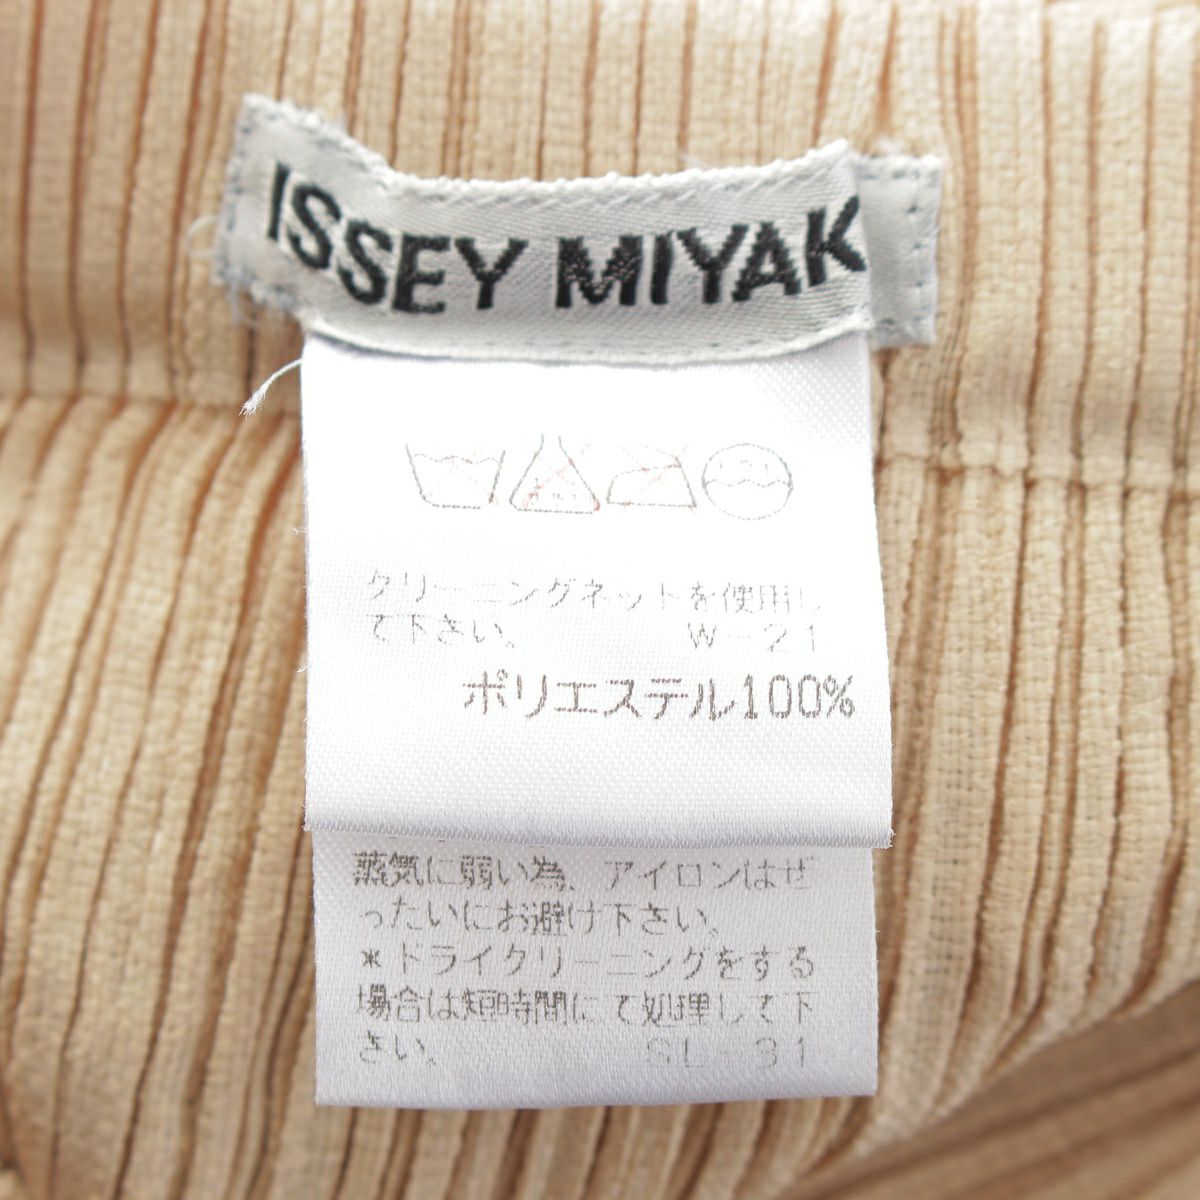 ISSEY MIYAK
クリーニングネットを使用し
て下さい。 W-21
ポリエステル100%
蒸気に弱い為、アイロンはぜ
ったいにお避け下さい。
*ドライクリーニングをする
場合は短時間にて処理して下
さい。 SL-31